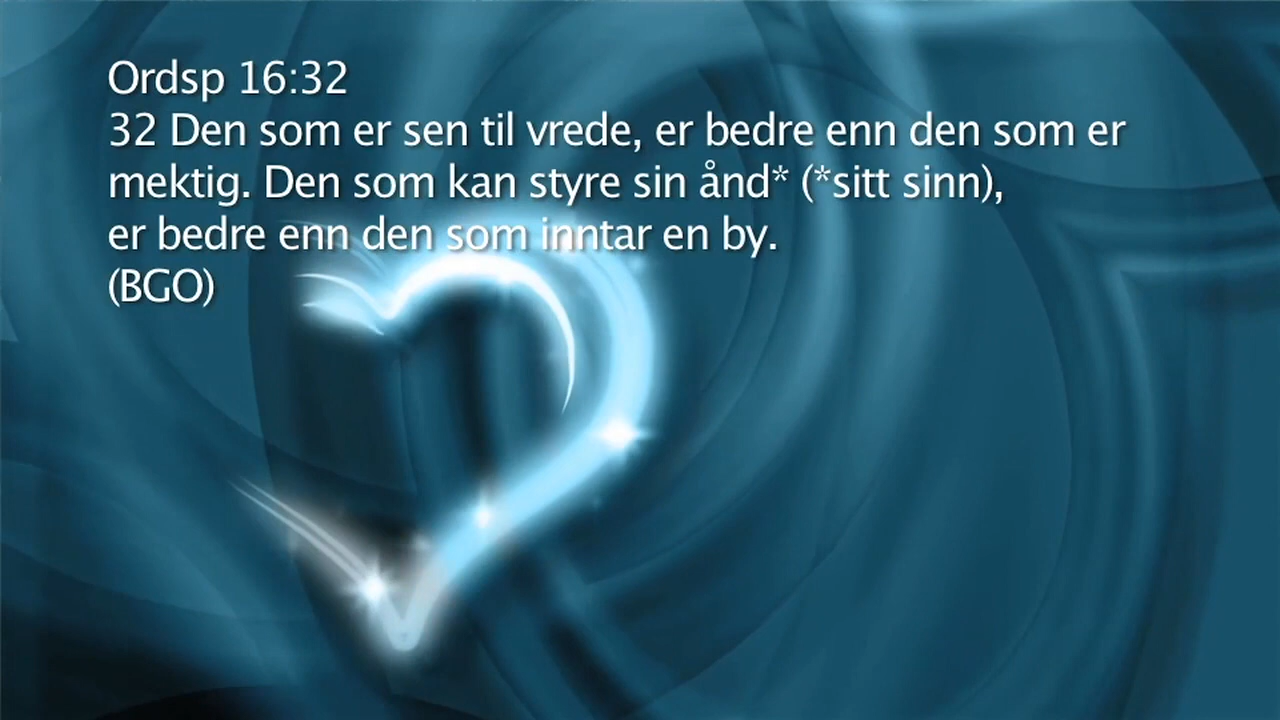 Ordsp 16:32
32 Den som er sen til vrede, er bedre enn den som er
mektig. Den som kan styre sin ånd* (*sitt sinn),
er bedre enn den som inntar en by.
(BGO)